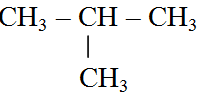 CH₃ – CH – CH₃
|
CH₃